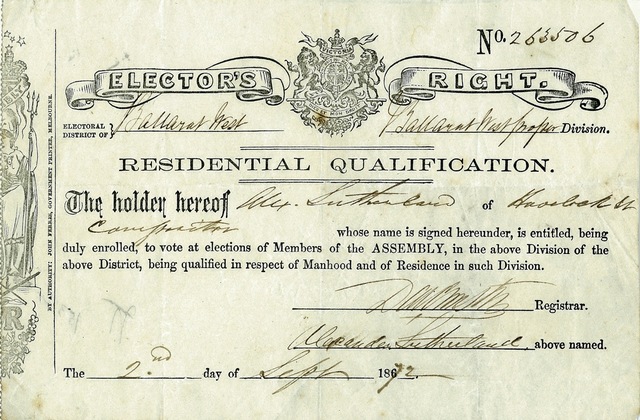 No. 263506
VICTORIA
ELECTOR'S RIGHT.
ELECTORAL DISTRICT OF } Ballarat West / Ballarat West proper Division.
RESIDENTIAL QUALIFICATION.
The holder hereof Alex. Sutherland of Havelock St
Compositor whose name is signed hereunder, is entitled, being
duly enrolled, to vote at elections of Members of the ASSEMBLY, in the above Division of the
above District, being qualified in respect of Manhood and of Residence in such Division.
Registrar.
Alexander Sutherland, above named.
The 2nd day of Sept 1872
BY AUTHORITY: JOHN FERRES, GOVERNMENT PRINTER, MELBOURNE.
R